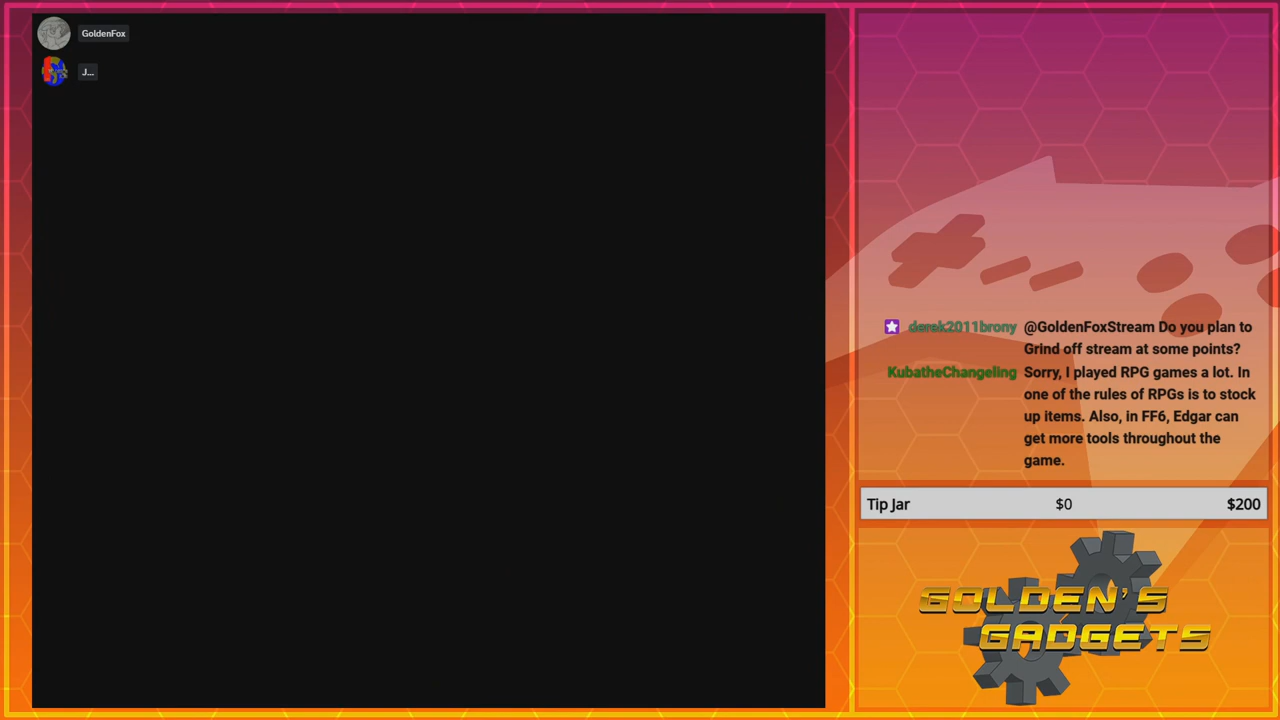 GoldenFox
J...
derek2011brony @GoldenFoxStream Do you plan to
Grind off stream at some points?
KubatheChangeling Sorry, I played RPG games a lot. In
one of the rules of RPGs is to stock
up items. Also, in FF6, Edgar can
get more tools throughout the
game.
Tip Jar $0 $200
GOLDEN'S
GADGETS